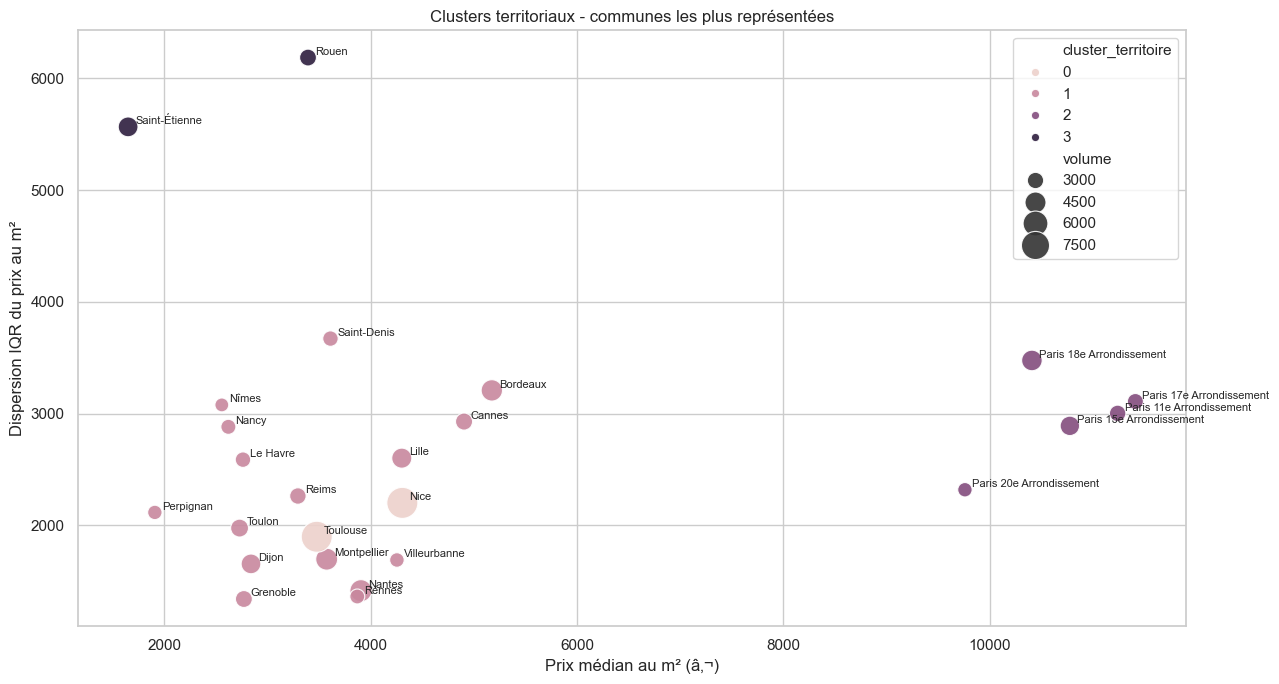 Clusters territoriaux - communes les plus représentées
Dispersion IQR du prix au m²
6000
5000
4000
3000
2000
Rouen
Saint-Étienne
Saint-Denis
Bordeaux
Nîmes
Cannes
Nancy
Le Havre
Lille
Reims
Nice
Perpignan
Toulon
Toulouse
Montpellier
Villeurbanne
Dijon
Nantes
Rennes
Grenoble
Paris 18e Arrondissement
Paris 17e Arrondissement
Paris 11e Arrondissement
Paris 15e Arrondissement
Paris 20e Arrondissement
cluster_territoire
0
1
2
3
volume
3000
4500
6000
7500
2000
4000
6000
8000
10000
Prix médian au m² (â‚¬)